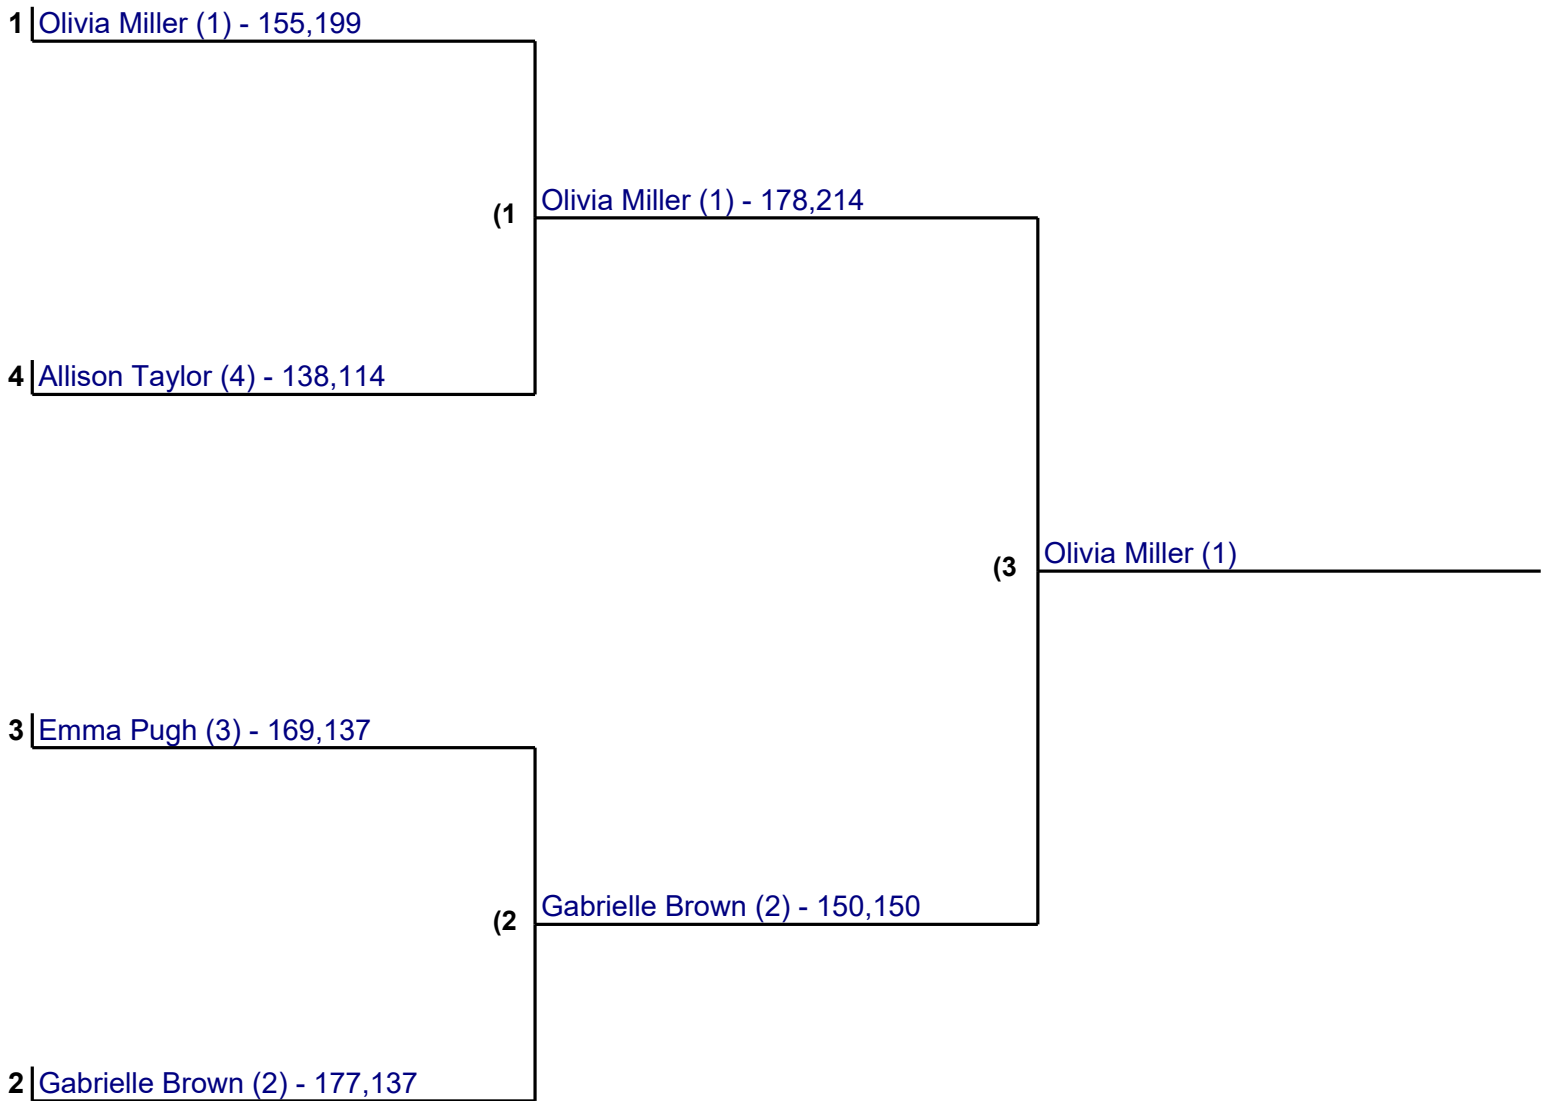 1 Olivia Miller (1) - 155,199
(1 Olivia Miller (1) - 178,214
4 Allison Taylor (4) - 138,114
(3 Olivia Miller (1)
3 Emma Pugh (3) - 169,137
(2 Gabrielle Brown (2) - 150,150
2 Gabrielle Brown (2) - 177,137